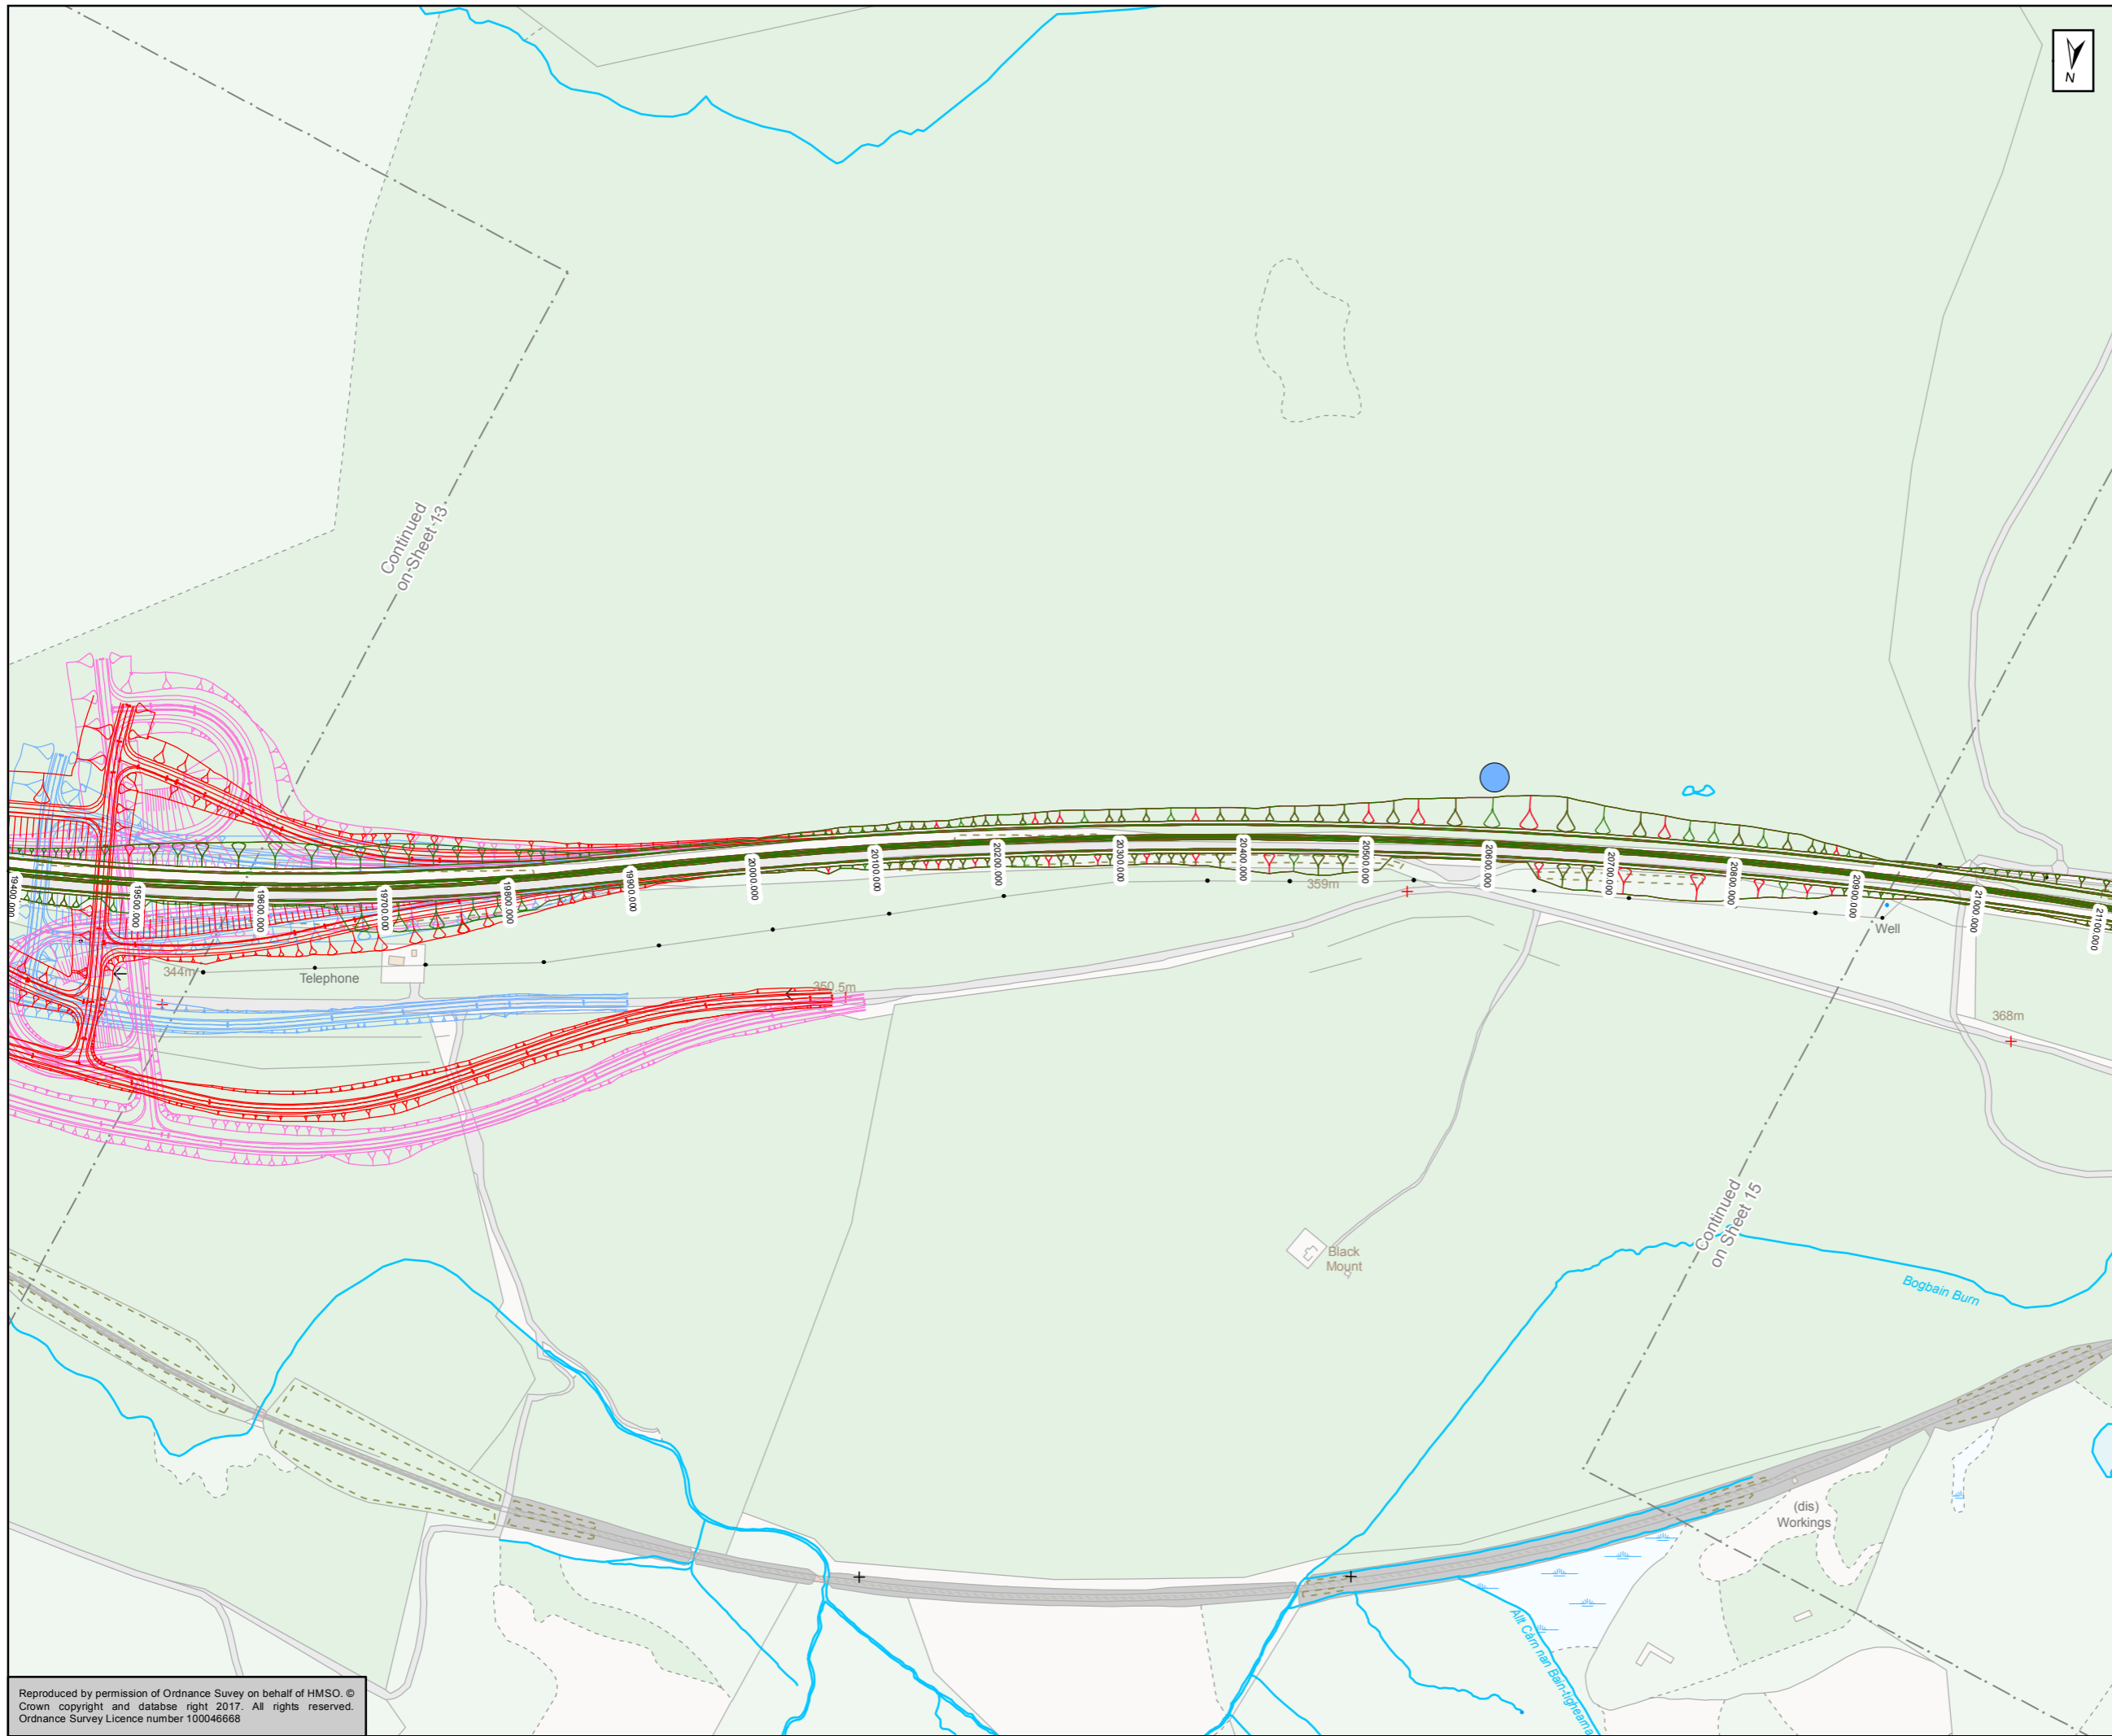 N
Continued
on Sheet 13
19400.000
19500.000
19600.000
19700.000
19800.000
19900.000
20000.000
20100.000
20200.000
20300.000
20400.000
20500.000
20600.000
20700.000
20800.000
20900.000
21000.000
21100.000
359m
Well
344m
Telephone
350.5m
368m
Continued
on Sheet 15
Black
Mount
Bogbain Burn
(dis)
Workings
Allt Càrn nan Bain-tighearna
Reproduced by permission of Ordnance Suvey on behalf of HMSO. ©
Crown copyright and databse right 2017. All rights reserved.
Ordnance Survey Licence number 100046668